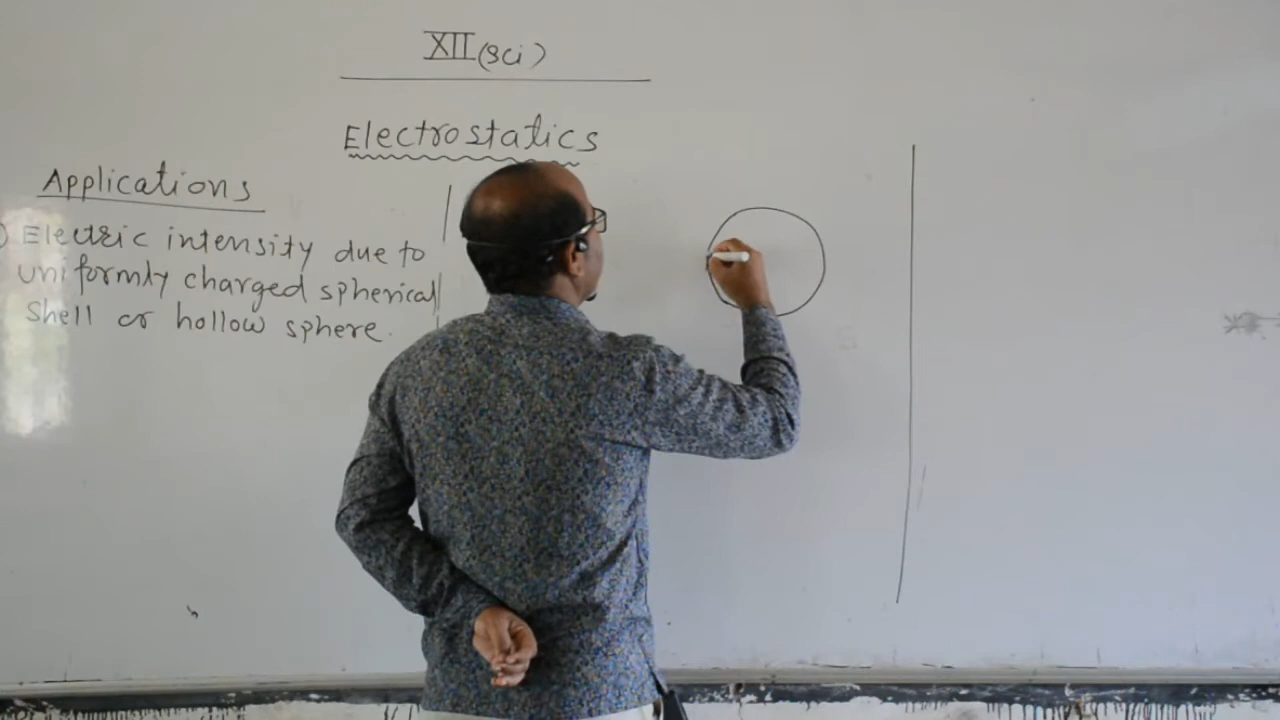 XII (Sci)
Electrostatics
Applications
) Electric intensity due to
uniformly charged spherical
Shell or hollow sphere.